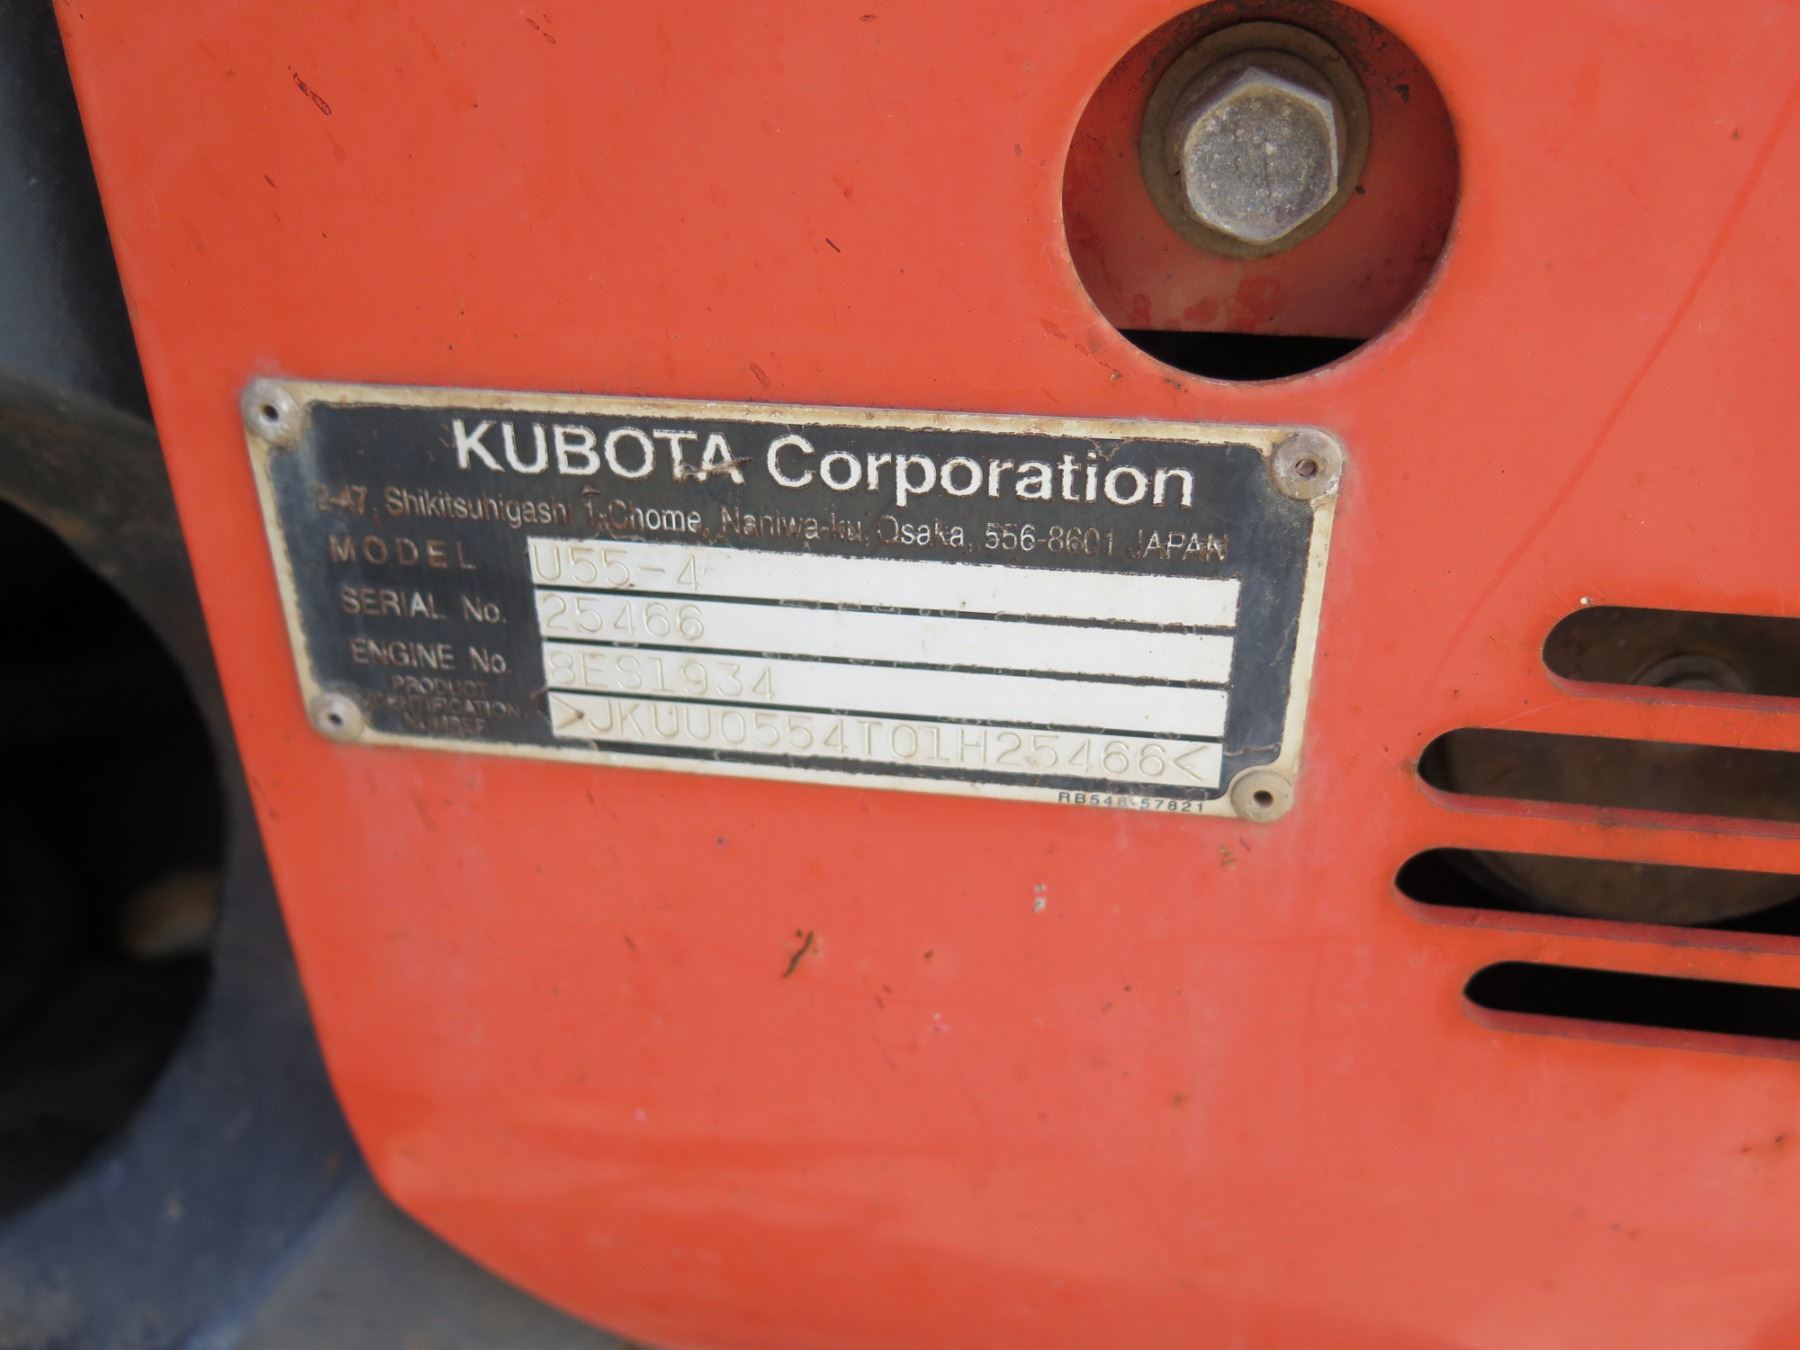 KUBOTA Corporation
2-47, Shikitsuhigashi 1-Chome, Naniwa-ku, Osaka, 556-8601 JAPAN
MODEL U55-4
SERIAL No. 25466
ENGINE No. 8ES1934
PRODUCT IDENTIFICATION NUMBER >JKUU0554T01H25466<
RB548-57821